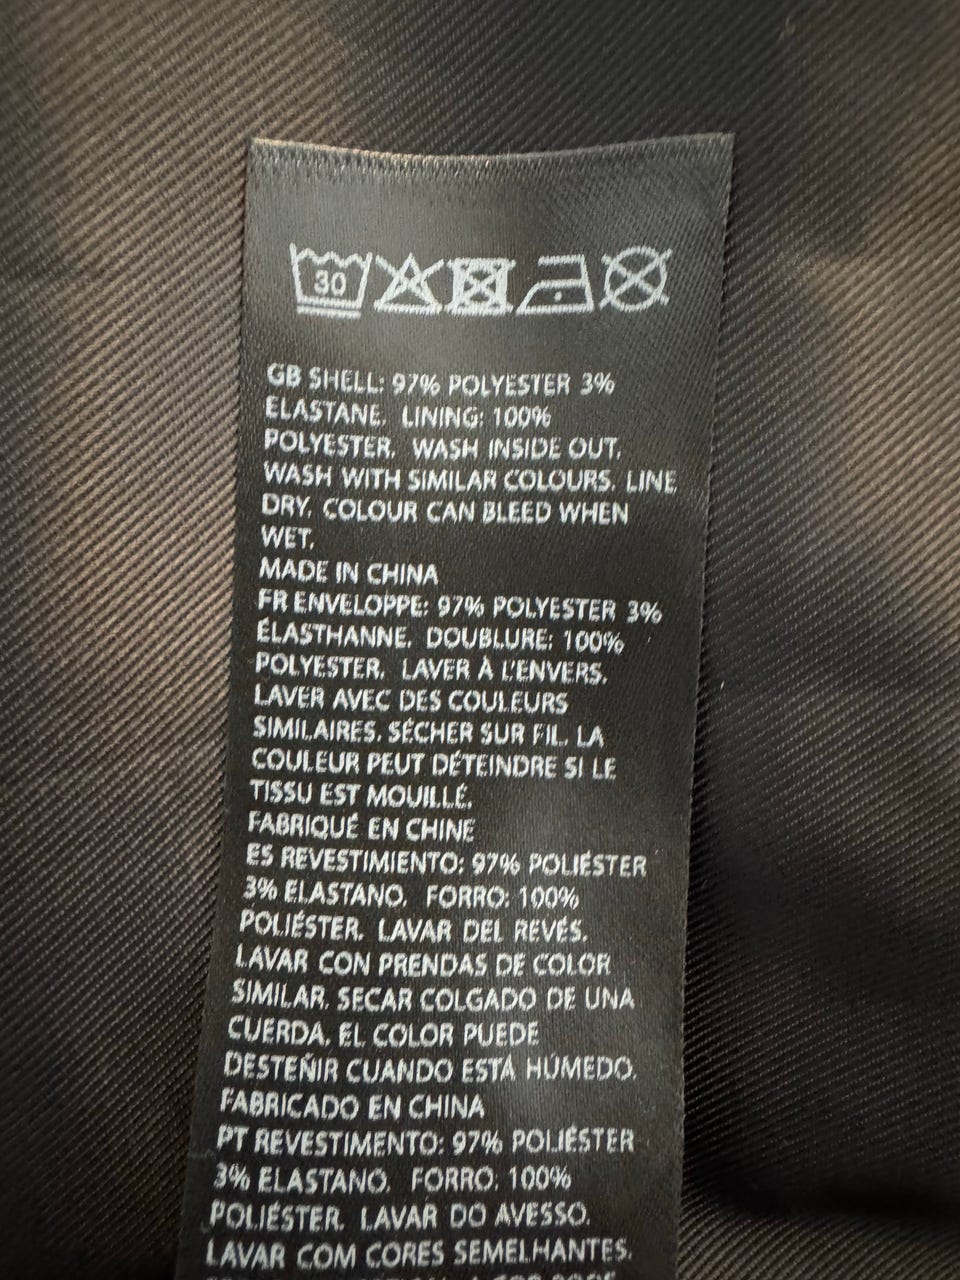 30
GB SHELL: 97% POLYESTER 3%
ELASTANE. LINING: 100%
POLYESTER. WASH INSIDE OUT.
WASH WITH SIMILAR COLOURS. LINE
DRY. COLOUR CAN BLEED WHEN
WET.
MADE IN CHINA
FR ENVELOPPE: 97% POLYESTER 3%
ÉLASTHANNE. DOUBLURE: 100%
POLYESTER. LAVER À L'ENVERS.
LAVER AVEC DES COULEURS
SIMILAIRES. SÉCHER SUR FIL. LA
COULEUR PEUT DÉTEINDRE SI LE
TISSU EST MOUILLÉ.
FABRIQUÉ EN CHINE
ES REVESTIMIENTO: 97% POLIÉSTER
3% ELASTANO. FORRO: 100%
POLIÉSTER. LAVAR DEL REVÉS.
LAVAR CON PRENDAS DE COLOR
SIMILAR. SECAR COLGADO DE UNA
CUERDA. EL COLOR PUEDE
DESTEÑIR CUANDO ESTÁ HÚMEDO.
FABRICADO EN CHINA
PT REVESTIMENTO: 97% POLIÉSTER
3% ELASTANO. FORRO: 100%
POLIÉSTER. LAVAR DO AVESSO.
LAVAR COM CORES SEMELHANTES.